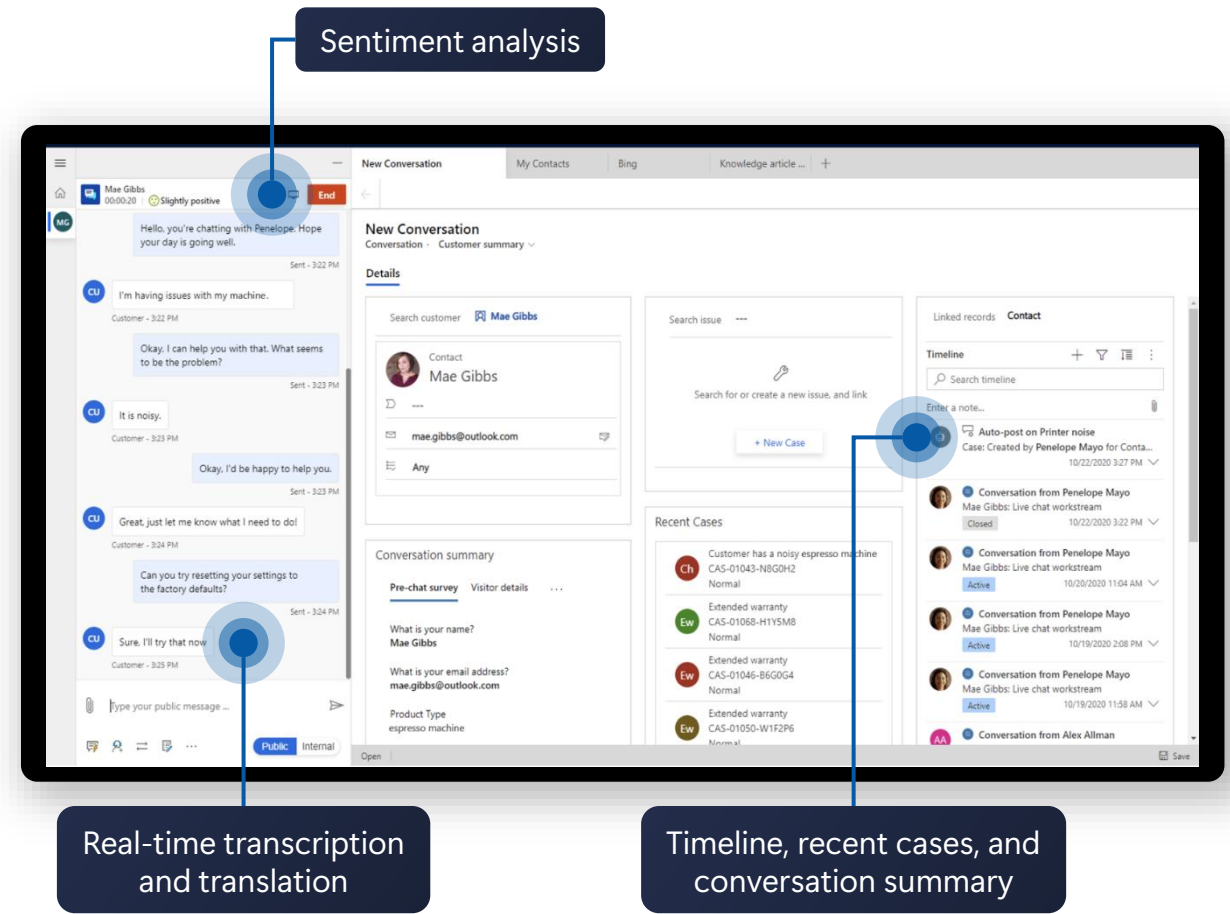 Sentiment analysis
New Conversation
My Contacts
Bing
Knowledge article ...
Mae Gibbs
00:00:20
Slightly positive
End
MG
Hello, you're chatting with Penelope. Hope
your day is going well.
Sent - 3:22 PM
CU
I'm having issues with my machine.
Customer - 3:22 PM
Okay, I can help you with that. What seems
to be the problem?
Sent - 3:23 PM
CU
It is noisy.
Customer - 3:23 PM
Okay, I'd be happy to help you.
Sent - 3:23 PM
CU
Great, just let me know what I need to do!
Customer - 3:24 PM
Can you try resetting your settings to
the factory defaults?
Sent - 3:24 PM
CU
Sure, I'll try that now
Customer - 3:25 PM
Type your public message ...
Public
Internal
New Conversation
Conversation · Customer summary
Details
Search customer
Mae Gibbs
Contact
Mae Gibbs
---
mae.gibbs@outlook.com
Any
Conversation summary
Pre-chat survey
Visitor details
...
What is your name?
Mae Gibbs
What is your email address?
mae.gibbs@outlook.com
Product Type
espresso machine
Search issue ---
Search for or create a new issue, and link
+ New Case
Recent Cases
Ch
Customer has a noisy espresso machine
CAS-01043-N8G0H2
Normal
Ew
Extended warranty
CAS-01068-H1Y5M8
Normal
Ew
Extended warranty
CAS-01046-B6G0G4
Normal
Ew
Extended warranty
CAS-01050-W1F2P6
Normal
Linked records
Contact
Timeline
Search timeline
Enter a note...
Auto-post on Printer noise
Case: Created by Penelope Mayo for Conta...
10/22/2020 3:27 PM
Conversation from Penelope Mayo
Mae Gibbs: Live chat workstream
Closed
10/22/2020 3:22 PM
Conversation from Penelope Mayo
Mae Gibbs: Live chat workstream
Active
10/20/2020 11:04 AM
Conversation from Penelope Mayo
Mae Gibbs: Live chat workstream
Active
10/19/2020 2:08 PM
Conversation from Penelope Mayo
Mae Gibbs: Live chat workstream
Active
10/19/2020 11:58 AM
AA
Conversation from Alex Allman
Open
Save
Real-time transcription
and translation
Timeline, recent cases, and
conversation summary